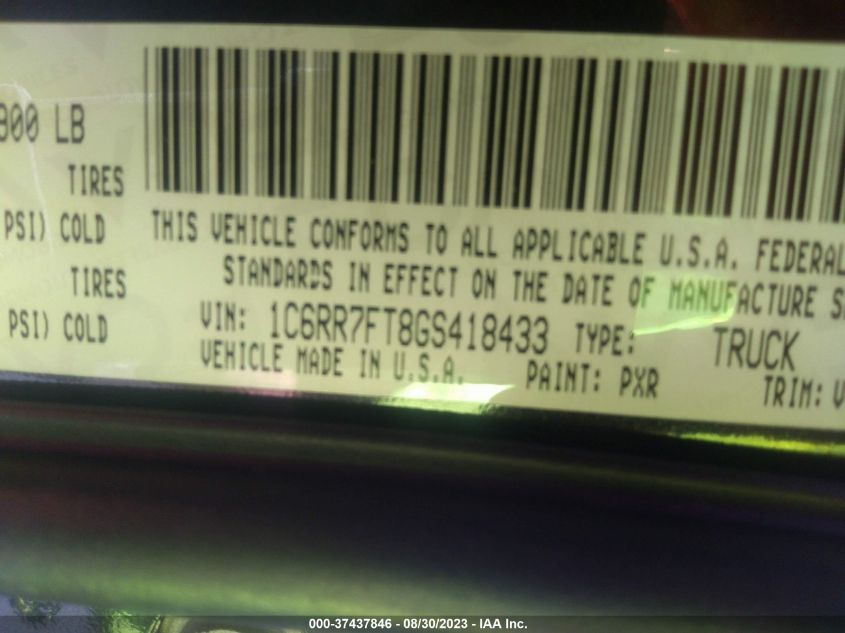 900 LB
TIRES
PSI) COLD
TIRES
PSI) COLD
THIS VEHICLE CONFORMS TO ALL APPLICABLE U.S.A. FEDERAL
STANDARDS IN EFFECT ON THE DATE OF MANUFACTURE
VIN: 1C6RR7FT8GS418433 TYPE: TRUCK
VEHICLE MADE IN U.S.A. PAINT: PXR TRIM: V
000-37437846 - 08/30/2023 - IAA Inc.